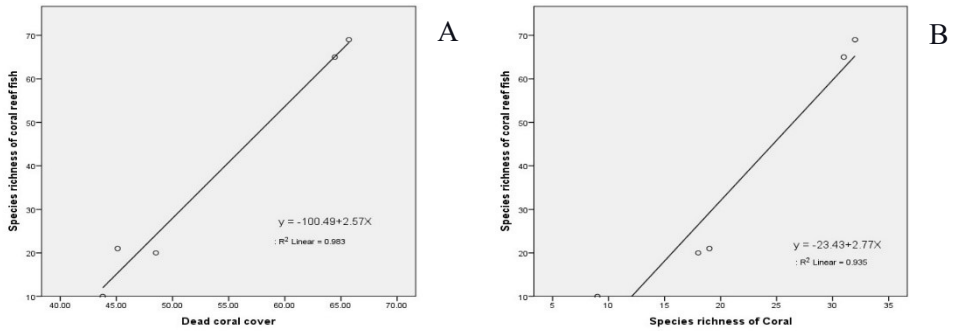 A
Species richness of coral reef fish
70
60
50
40
30
20
10
y = -100.49+2.57X
: R² Linear = 0.983
40.00 45.00 50.00 55.00 60.00 65.00 70.00
Dead coral cover
B
Species richness of coral reef fish
70
60
50
40
30
20
10
y = -23.43+2.77X
: R² Linear = 0.935
5 10 15 20 25 30 35
Species richness of Coral